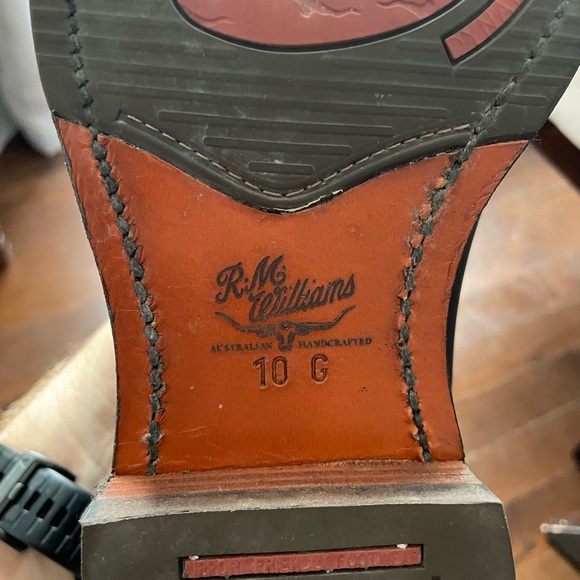 R.M.
Williams
AUSTRALIAN HANDCRAFTED
10 G